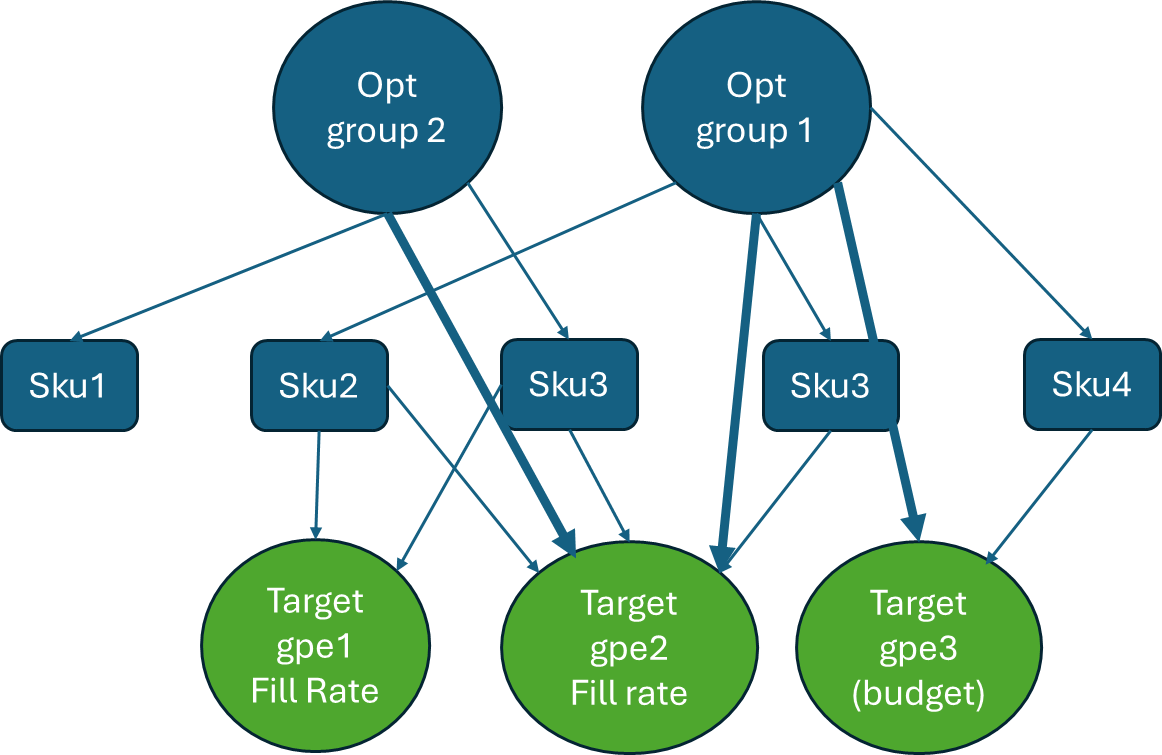 Opt
group 2
Opt
group 1
Sku1
Sku2
Sku3
Sku3
Sku4
Target
gpe1
Fill Rate
Target
gpe2
Fill rate
Target
gpe3
(budget)